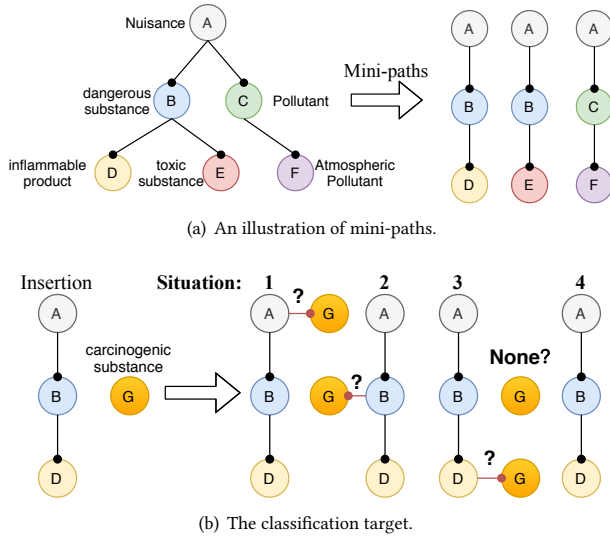 Nuisance
A
A
A
A
Mini-paths
dangerous
substance
B
C
Pollutant
B
B
C
inflammable
product
D
toxic
substance
E
F
Atmospheric
Pollutant
D
E
F
(a) An illustration of mini-paths.
Insertion
Situation:
1
2
3
4
A
A
?
G
A
A
A
carcinogenic
substance
None?
B
G
B
G
?
B
B
G
B
D
D
D
D
?
G
D
(b) The classification target.